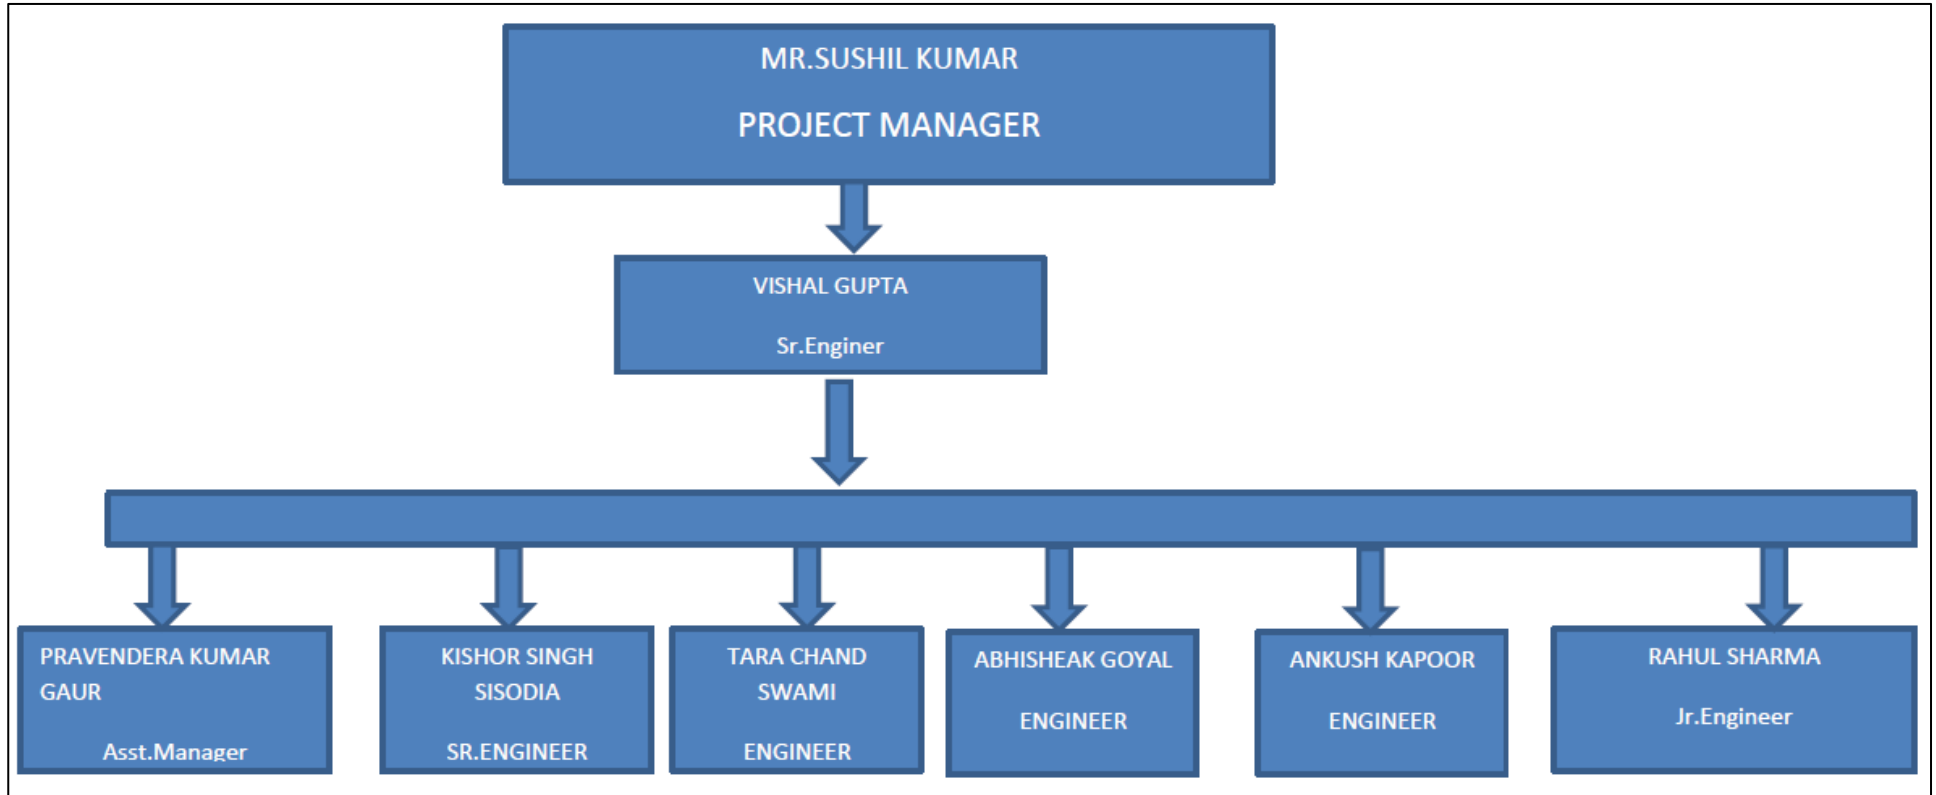 MR.SUSHIL KUMAR
PROJECT MANAGER
VISHAL GUPTA
Sr.Enginer
PRAVENDERA KUMAR
GAUR
Asst.Manager
KISHOR SINGH
SISODIA
SR.ENGINEER
TARA CHAND
SWAMI
ENGINEER
ABHISHEAK GOYAL
ENGINEER
ANKUSH KAPOOR
ENGINEER
RAHUL SHARMA
Jr.Engineer